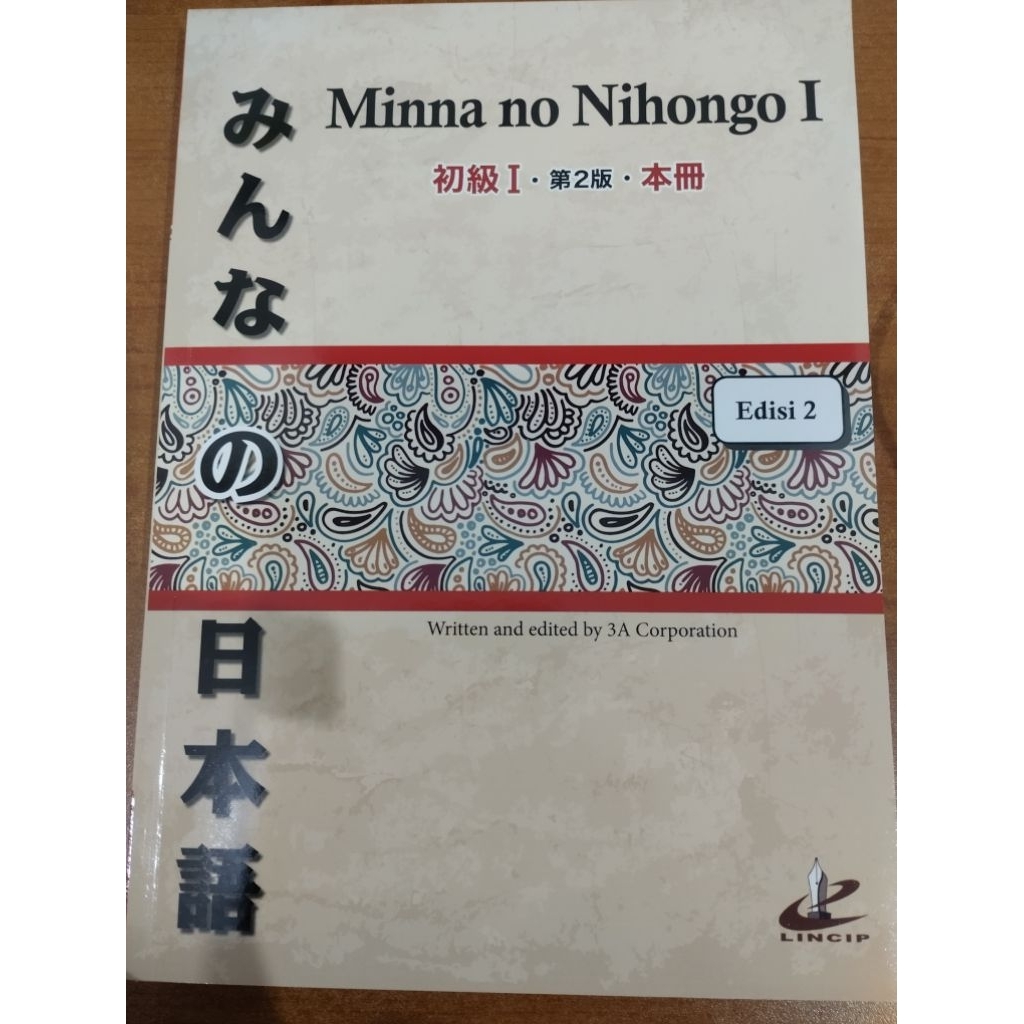 みんなの日本語
Minna no Nihongo I
初級 I・第2版・本冊
Edisi 2
Written and edited by 3A Corporation
LINCIP